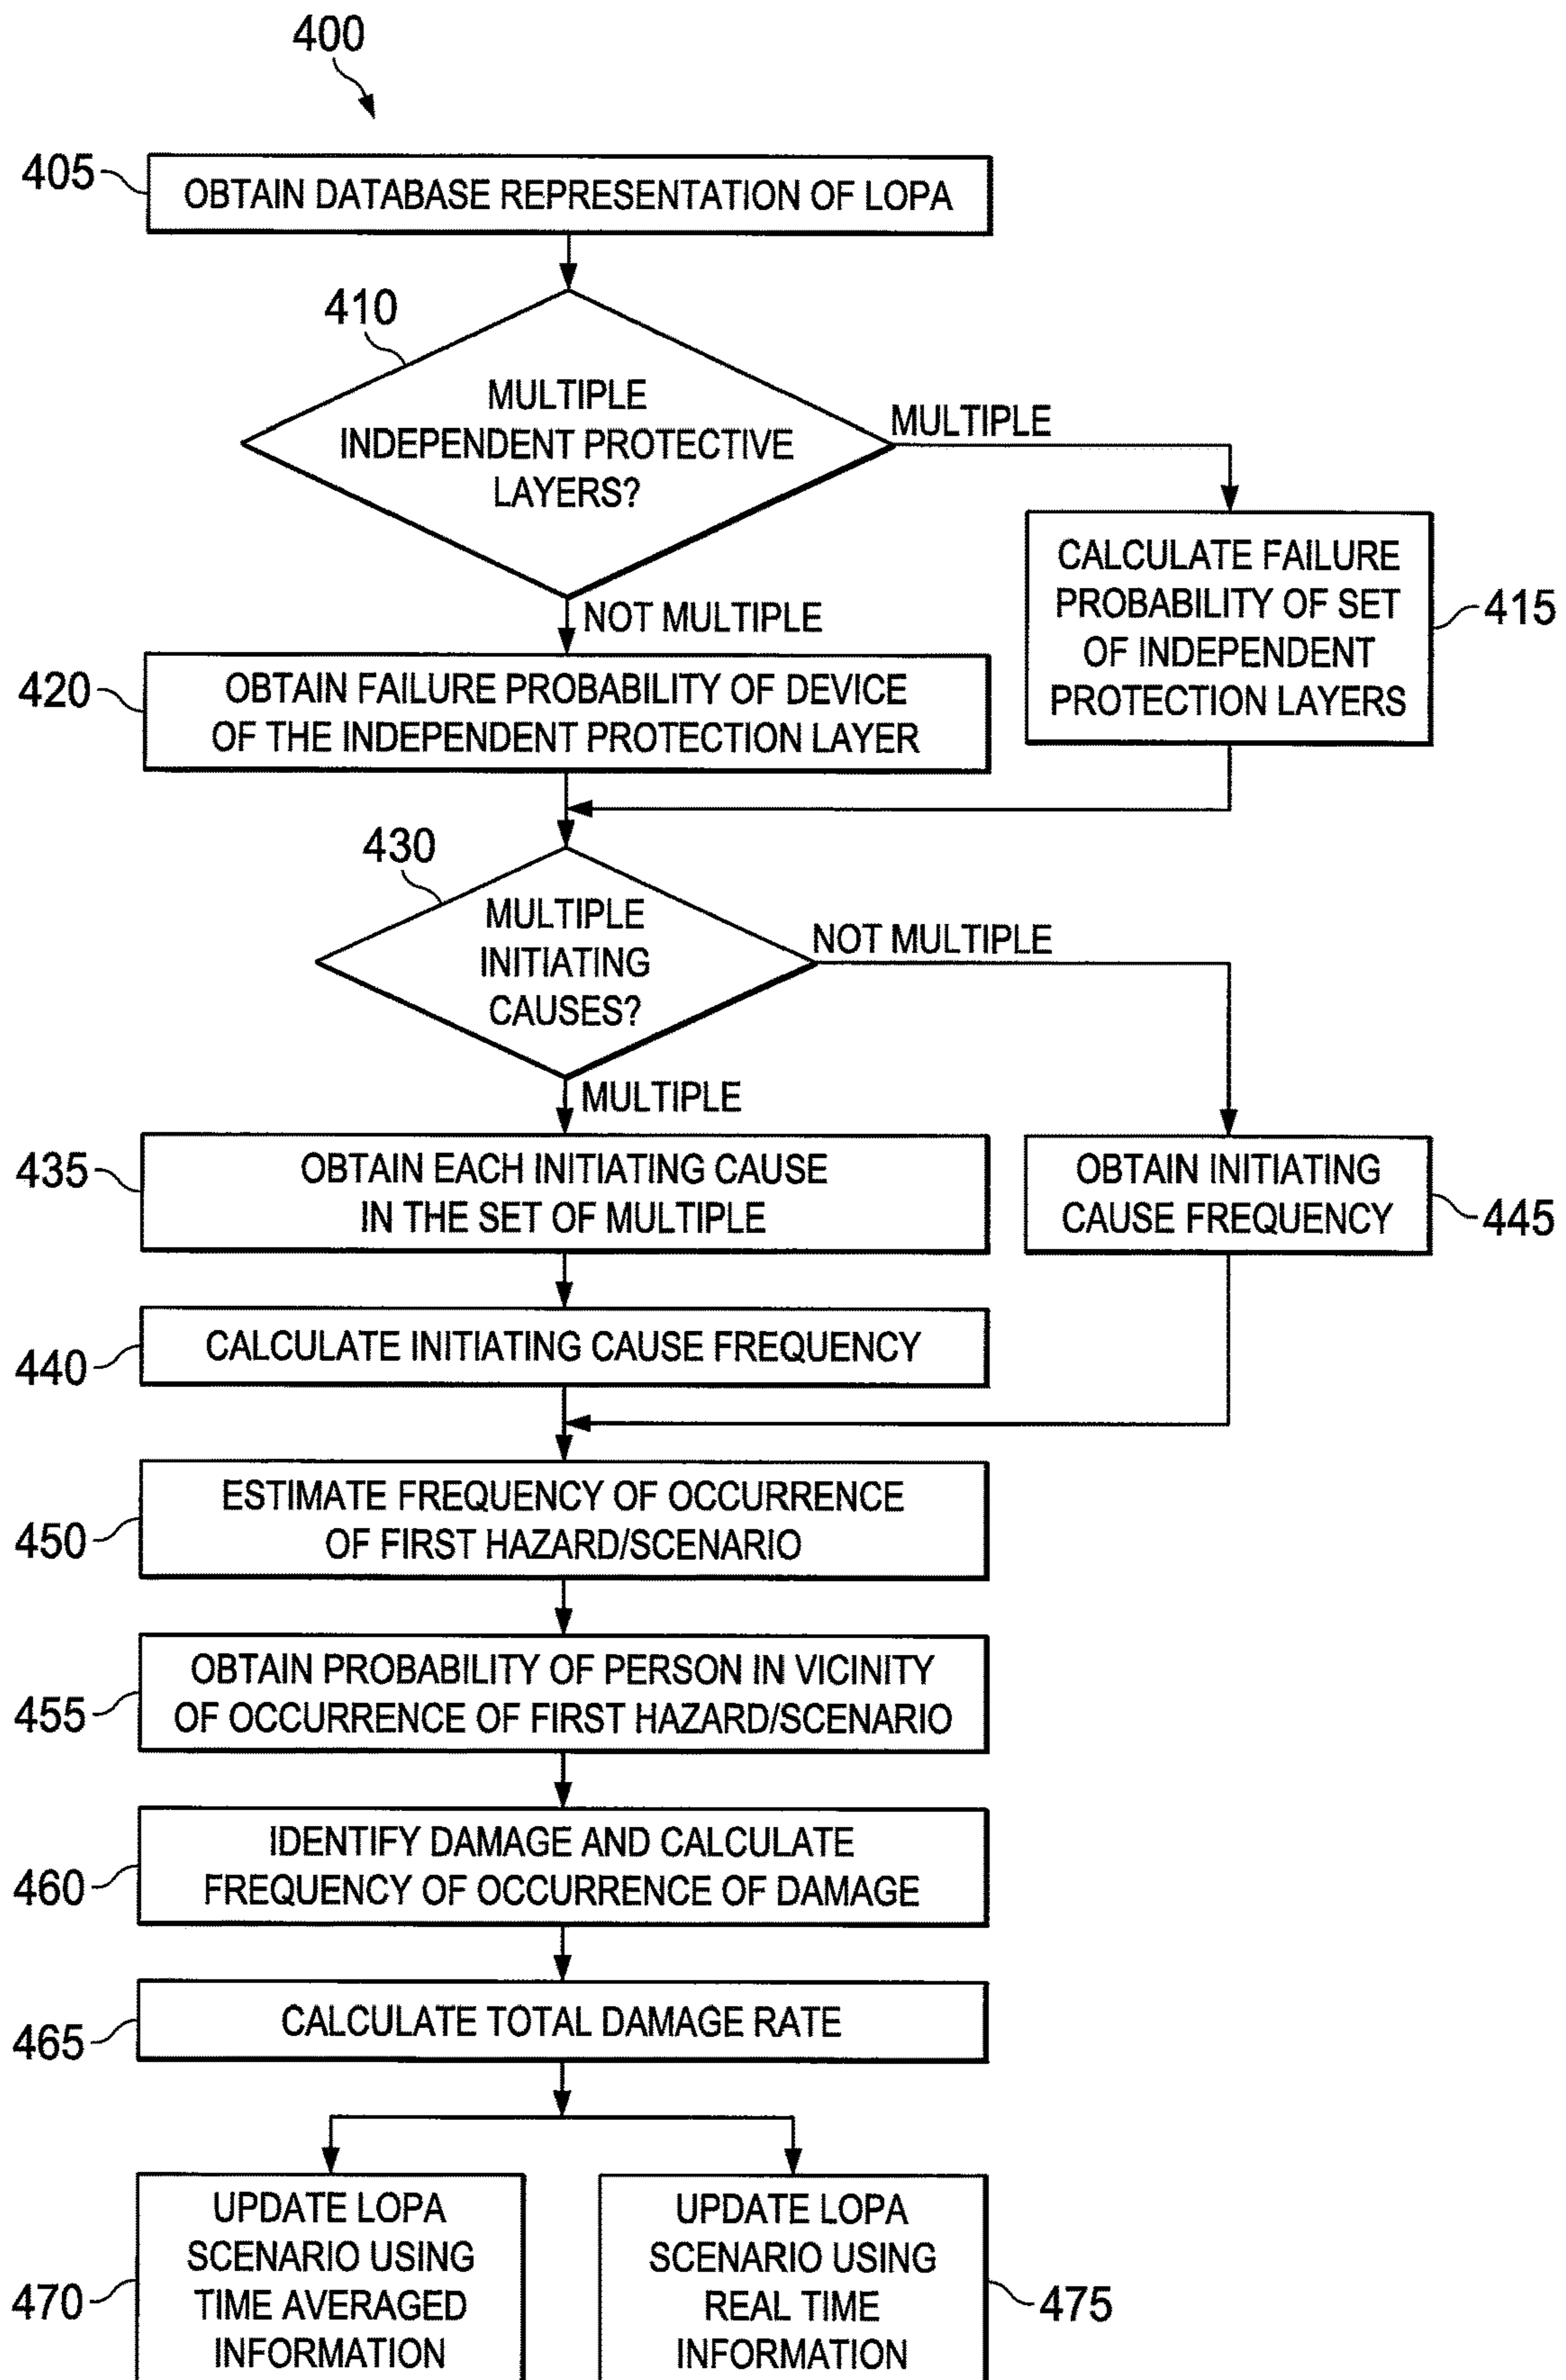 400
405
OBTAIN DATABASE REPRESENTATION OF LOPA
410
MULTIPLE
INDEPENDENT PROTECTIVE
LAYERS?
MULTIPLE
NOT MULTIPLE
CALCULATE FAILURE
PROBABILITY OF SET
OF INDEPENDENT
PROTECTION LAYERS
415
420
OBTAIN FAILURE PROBABILITY OF DEVICE
OF THE INDEPENDENT PROTECTION LAYER
430
MULTIPLE
INITIATING
CAUSES?
NOT MULTIPLE
MULTIPLE
435
OBTAIN EACH INITIATING CAUSE
IN THE SET OF MULTIPLE
OBTAIN INITIATING
CAUSE FREQUENCY
445
440
CALCULATE INITIATING CAUSE FREQUENCY
450
ESTIMATE FREQUENCY OF OCCURRENCE
OF FIRST HAZARD/SCENARIO
455
OBTAIN PROBABILITY OF PERSON IN VICINITY
OF OCCURRENCE OF FIRST HAZARD/SCENARIO
460
IDENTIFY DAMAGE AND CALCULATE
FREQUENCY OF OCCURRENCE OF DAMAGE
465
CALCULATE TOTAL DAMAGE RATE
470
UPDATE LOPA
SCENARIO USING
TIME AVERAGED
INFORMATION
UPDATE LOPA
SCENARIO USING
REAL TIME
INFORMATION
475